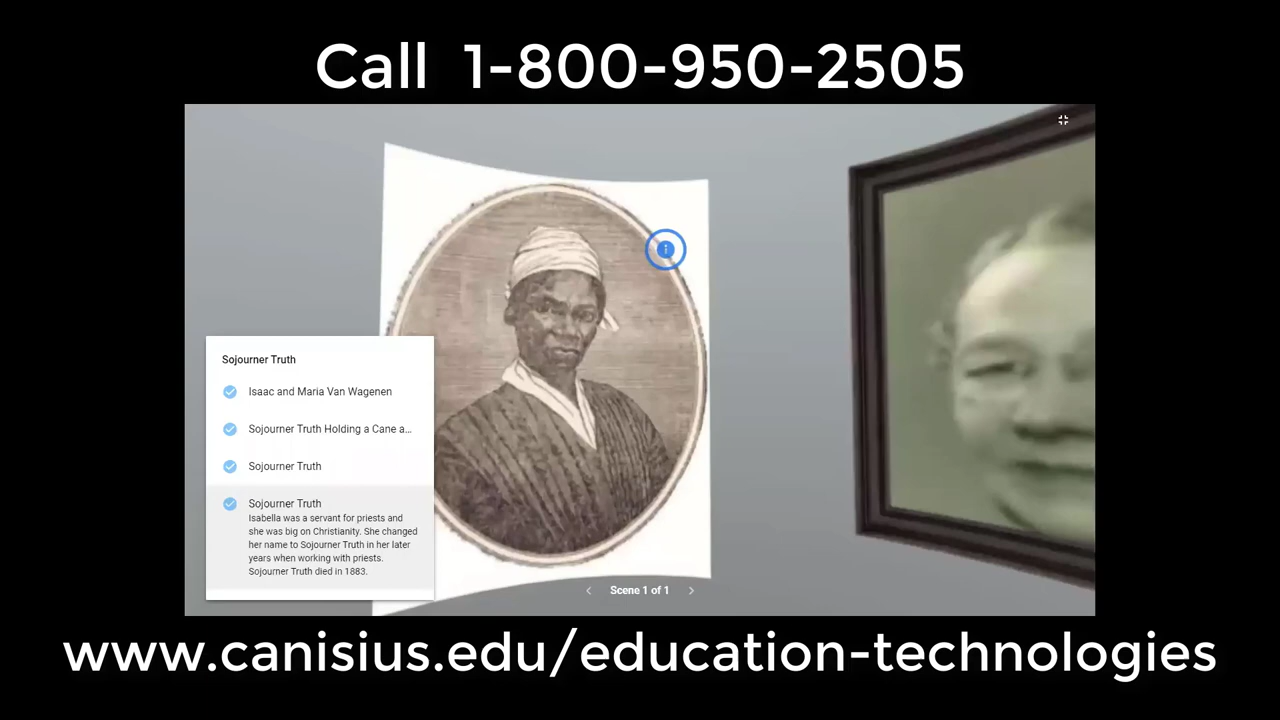 Call 1-800-950-2505
Sojourner Truth
Isaac and Maria Van Wagenen
Sojourner Truth Holding a Cane a...
Sojourner Truth
Sojourner Truth
Isabella was a servant for priests and
she was big on Christianity. She changed
her name to Sojourner Truth in her later
years when working with priests.
Sojourner Truth died in 1883.
Scene 1 of 1
www.canisius.edu/education-technologies